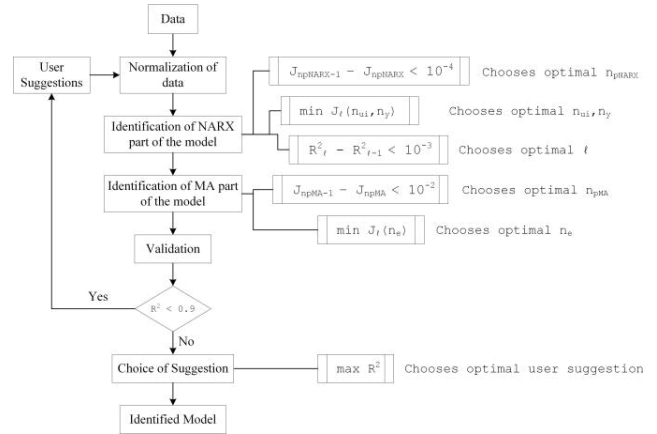 Data
User
Suggestions
Normalization of
data
J_npNARX-1 − J_npNARX < 10^-4
Chooses optimal n_pNARX
min J_ℓ(n_ui,n_y)
Chooses optimal n_ui,n_y
Identification of NARX
part of the model
R²_ℓ − R²_ℓ-1 < 10^-3
Chooses optimal ℓ
Identification of MA part
of the model
J_npMA-1 − J_npMA < 10^-2
Chooses optimal n_pMA
min J_ℓ(n_e)
Chooses optimal n_e
Validation
Yes
R² < 0.9
No
Choice of Suggestion
max R²
Chooses optimal user suggestion
Identified Model